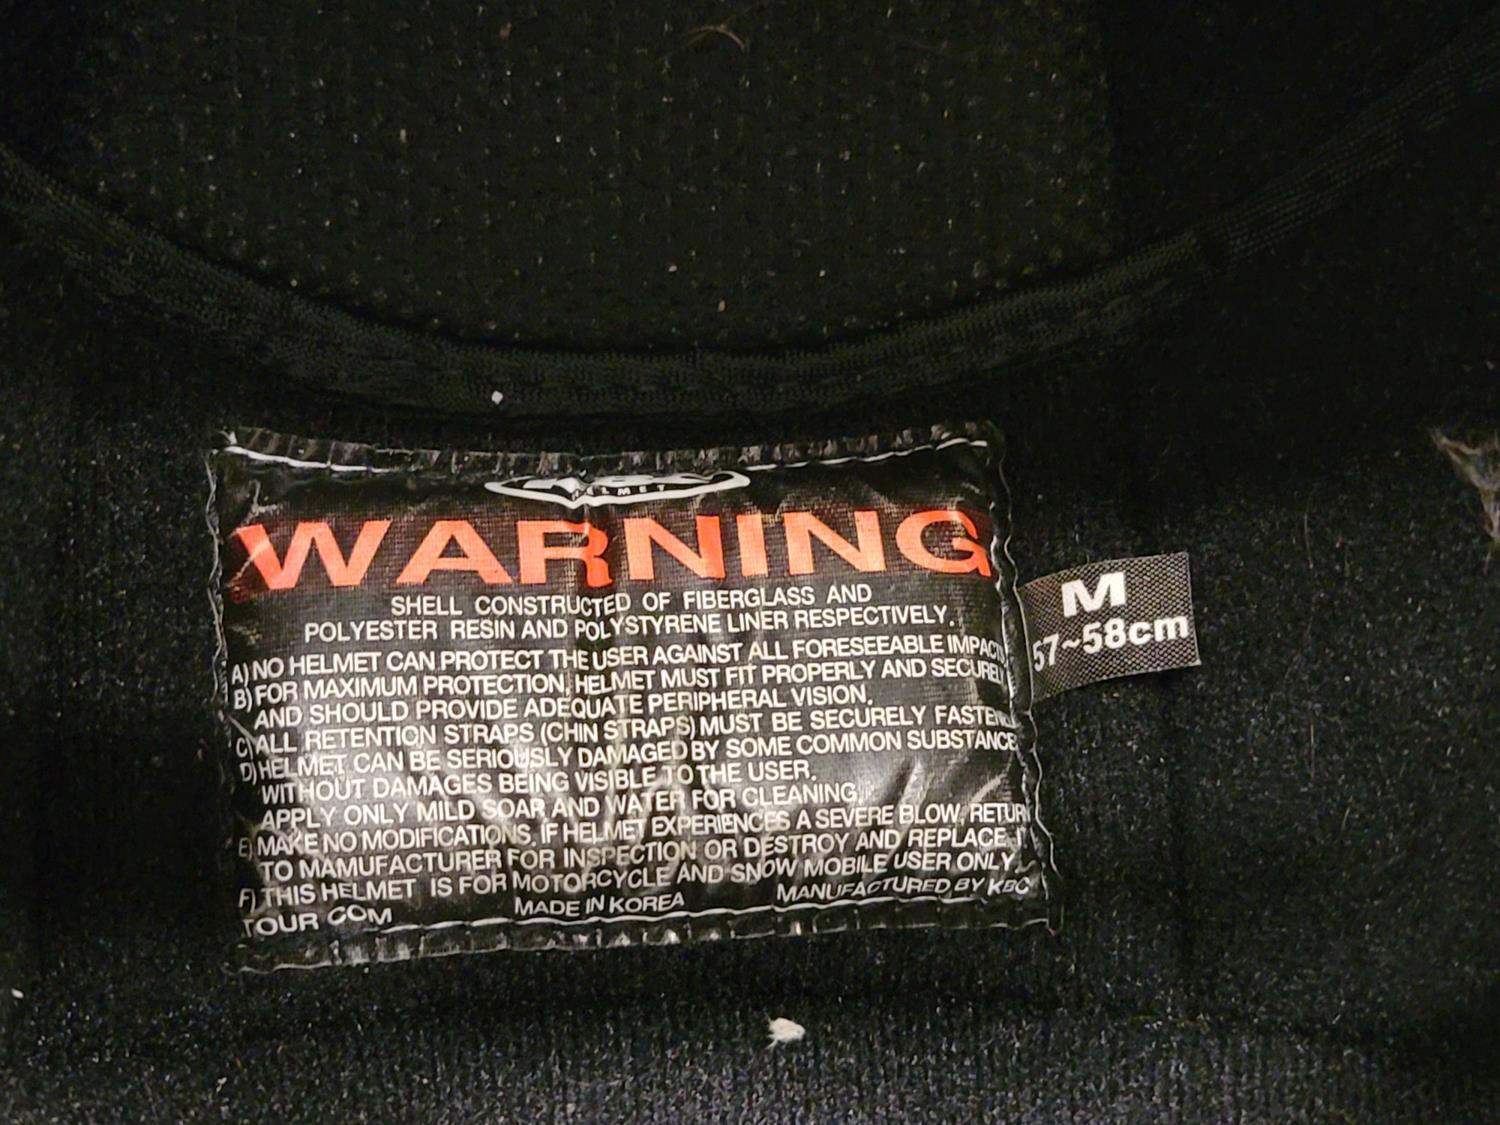 HELMET
WARNING
SHELL CONSTRUCTED OF FIBERGLASS AND
POLYESTER RESIN AND POLYSTYRENE LINER RESPECTIVELY.
A) NO HELMET CAN PROTECT THE USER AGAINST ALL FORESEEABLE IMPACTS
B) FOR MAXIMUM PROTECTION, HELMET MUST FIT PROPERLY AND SECURELY
AND SHOULD PROVIDE ADEQUATE PERIPHERAL VISION.
C) ALL RETENTION STRAPS (CHIN STRAPS) MUST BE SECURELY FASTENED
D) HELMET CAN BE SERIOUSLY DAMAGED BY SOME COMMON SUBSTANCE
WITHOUT DAMAGES BEING VISIBLE TO THE USER.
APPLY ONLY MILD SOAP AND WATER FOR CLEANING
E) MAKE NO MODIFICATIONS. IF HELMET EXPERIENCES A SEVERE BLOW, RETURN
TO MAMUFACTURER FOR INSPECTION OR DESTROY AND REPLACE IT
F) THIS HELMET IS FOR MOTORCYCLE AND SNOW MOBILE USER ONLY.
TOUR COM MADE IN KOREA MANUFACTURED BY KBC
M
57~58cm